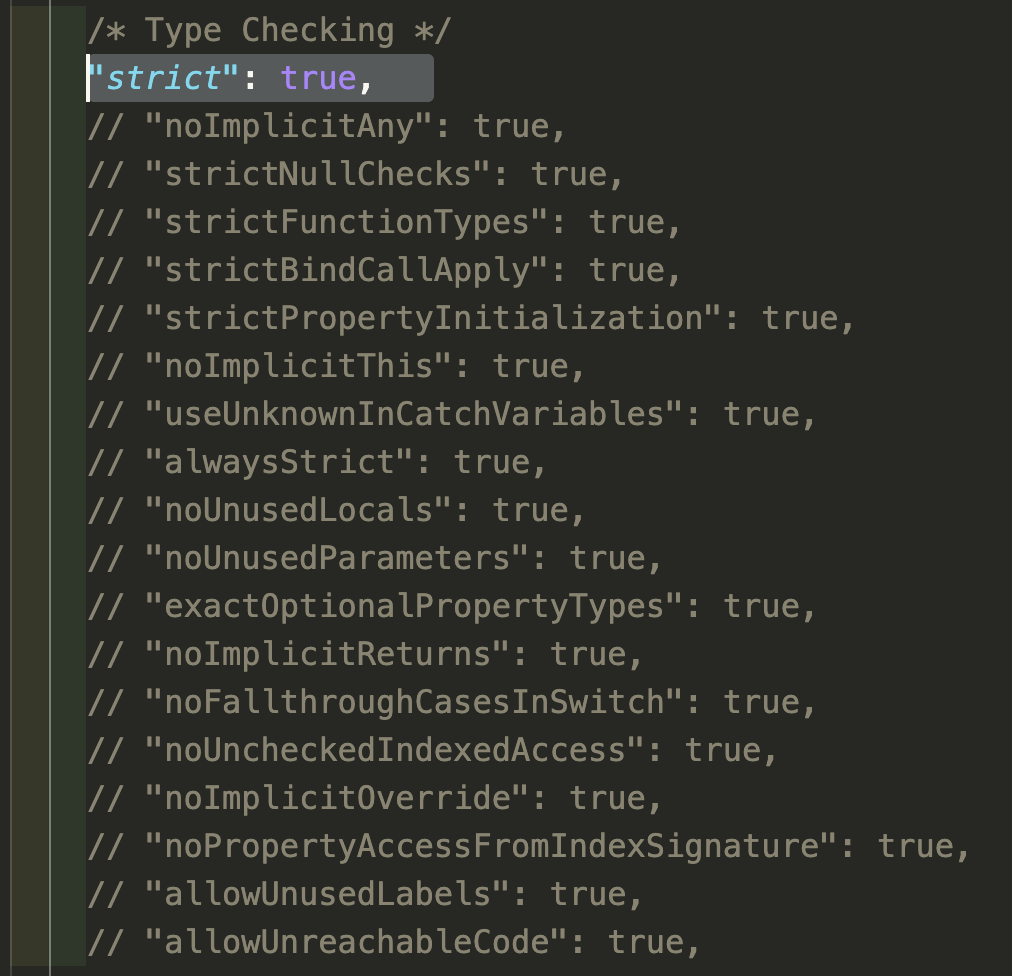 /* Type Checking */
"strict": true,
// "noImplicitAny": true,
// "strictNullChecks": true,
// "strictFunctionTypes": true,
// "strictBindCallApply": true,
// "strictPropertyInitialization": true,
// "noImplicitThis": true,
// "useUnknownInCatchVariables": true,
// "alwaysStrict": true,
// "noUnusedLocals": true,
// "noUnusedParameters": true,
// "exactOptionalPropertyTypes": true,
// "noImplicitReturns": true,
// "noFallthroughCasesInSwitch": true,
// "noUncheckedIndexedAccess": true,
// "noImplicitOverride": true,
// "noPropertyAccessFromIndexSignature": true,
// "allowUnusedLabels": true,
// "allowUnreachableCode": true,